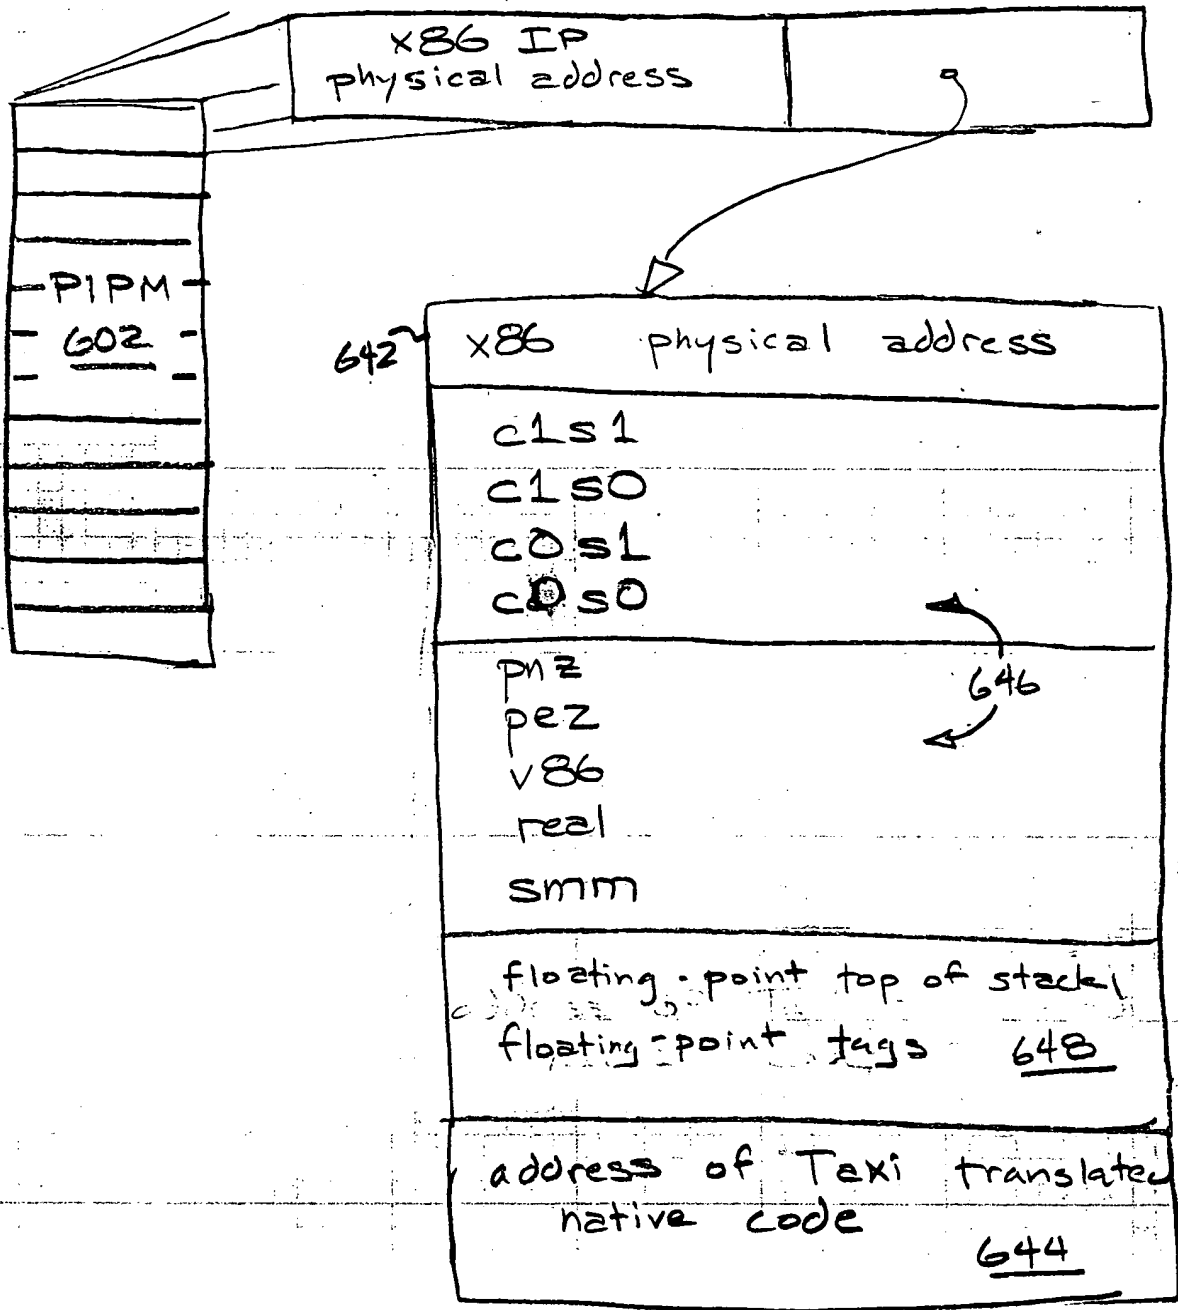 x86 IP
physical address
PIPM
602
642
x86 physical address
c1s1
c1s0
c0s1
c0s0
646
pnz
pez
v86
real
smm
floating-point top of stack,
floating-point tags 648
address of Taxi translated
native code
644